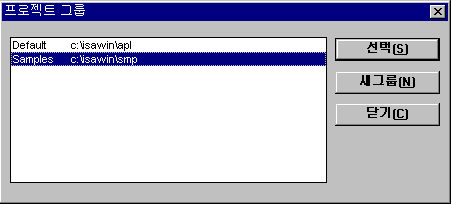 프로젝트 그룹
Default c:\isawin\apl
Samples c:\isawin\smp
선택(S)
새그룹(N)
닫기(C)